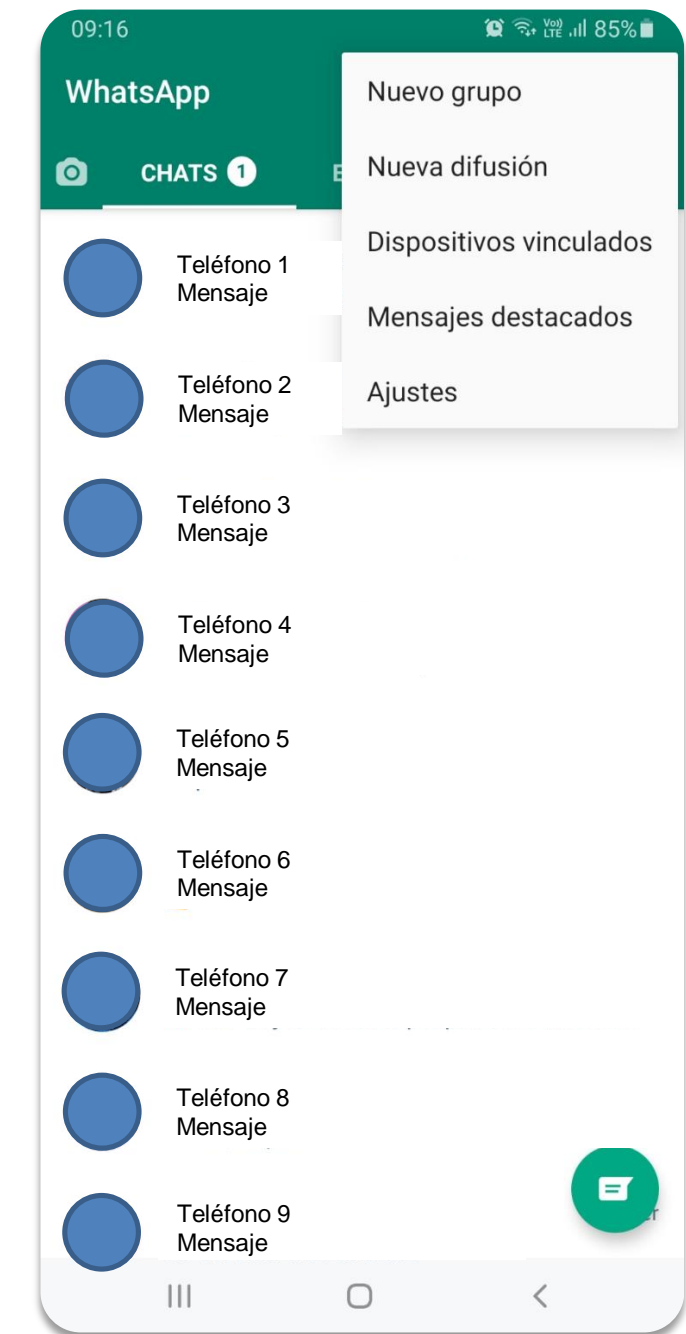 09:16 Vo)) LTE 85%
WhatsApp
Nuevo grupo
CHATS 1
Nueva difusión
Dispositivos vinculados
Mensajes destacados
Ajustes
Teléfono 1
Mensaje
Teléfono 2
Mensaje
Teléfono 3
Mensaje
Teléfono 4
Mensaje
Teléfono 5
Mensaje
Teléfono 6
Mensaje
Teléfono 7
Mensaje
Teléfono 8
Mensaje
Teléfono 9
Mensaje